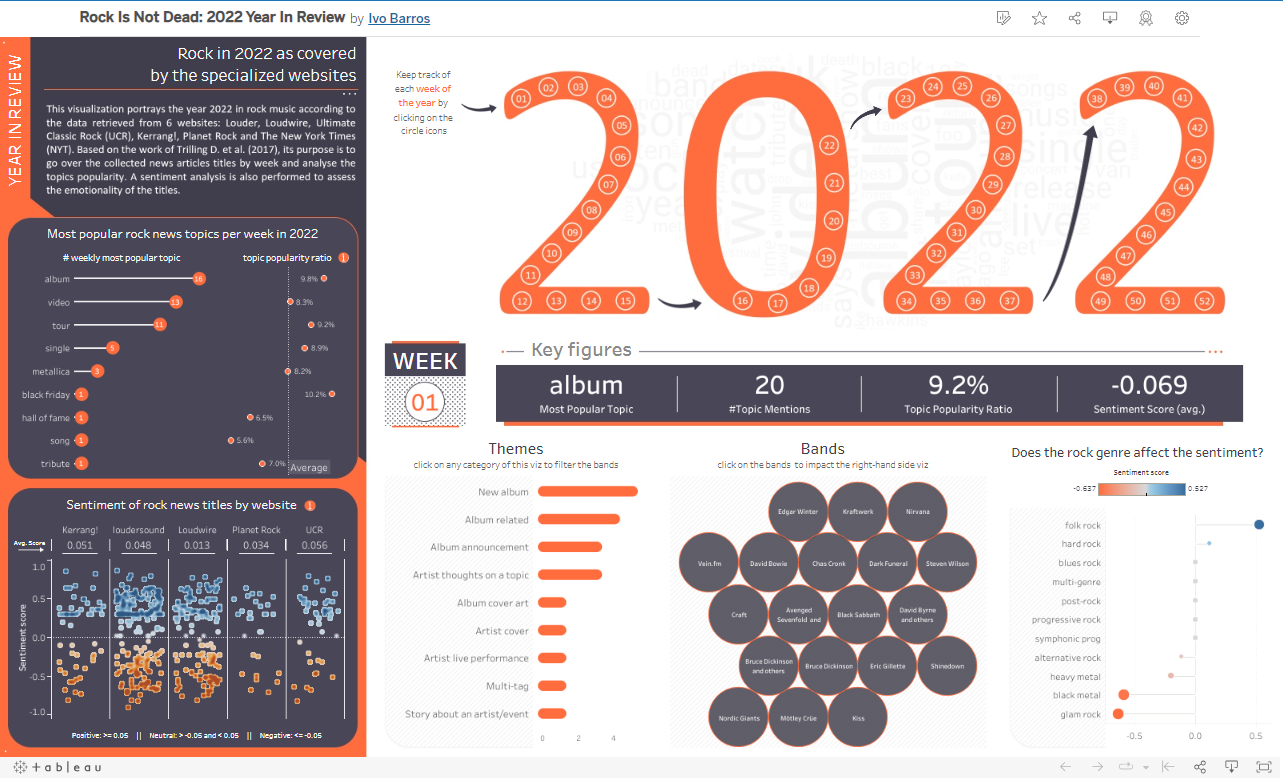 Rock Is Not Dead: 2022 Year In Review by Ivo Barros
YEAR IN REVIEW
Rock in 2022 as covered
by the specialized websites
This visualization portrays the year 2022 in rock music according to
the data retrieved from 6 websites: Louder, Loudwire, Ultimate
Classic Rock (UCR), Kerrang!, Planet Rock and The New York Times
(NYT). Based on the work of Trilling D. et al. (2017), its purpose is to
go over the collected news articles titles by week and analyse the
topics popularity. A sentiment analysis is also performed to assess
the emotionality of the titles.
Most popular rock news topics per week in 2022
# weekly most popular topic topic popularity ratio 1
album 16 9.8%
video 13 8.3%
tour 11 9.2%
single 5 8.9%
metallica 3 8.2%
black friday 1 10.2%
hall of fame 1 6.5%
song 1 5.6%
tribute 1 7.0% Average
Sentiment of rock news titles by website 1
Kerrang! loudersound Loudwire Planet Rock UCR
Avg. Score 0.051 0.048 0.013 0.034 0.056
Sentiment score
1.0
0.5
0.0
-0.5
-1.0
Positive: >= 0.05 || Neutral: > -0.05 and < 0.05 || Negative: <= -0.05
Keep track of
each week of
the year by
clicking on the
circle icons
01 02 03 04 05 06 07 08 09 10 11 12 13 14 15
16 17 18 19 20 21 22
23 24 25 26 27 28 29 30 31 32 33 34 35 36 37
38 39 40 41 42 43 44 45 46 47 48 49 50 51 52
WEEK
01
Key figures
album 20 9.2% -0.069
Most Popular Topic #Topic Mentions Topic Popularity Ratio Sentiment Score (avg.)
Themes
click on any category of this viz to filter the bands
New album
Album related
Album announcement
Artist thoughts on a topic
Album cover art
Artist cover
Artist live performance
Multi-tag
Story about an artist/event
0 2 4
Bands
click on the bands to impact the right-hand side viz
Edgar Winter Kraftwerk Nirvana
Vein.fm David Bowie Chas Cronk Dark Funeral Steven Wilson
Craft Avenged Sevenfold and Black Sabbath David Byrne and others
Bruce Dickinson and others Bruce Dickinson Eric Gillette Shinedown
Nordic Giants Mötley Crüe Kiss
Does the rock genre affect the sentiment?
Sentiment score
-0.637 0.527
folk rock
hard rock
blues rock
multi-genre
post-rock
progressive rock
symphonic prog
alternative rock
heavy metal
black metal
glam rock
-0.5 0.0 0.5
+ableau